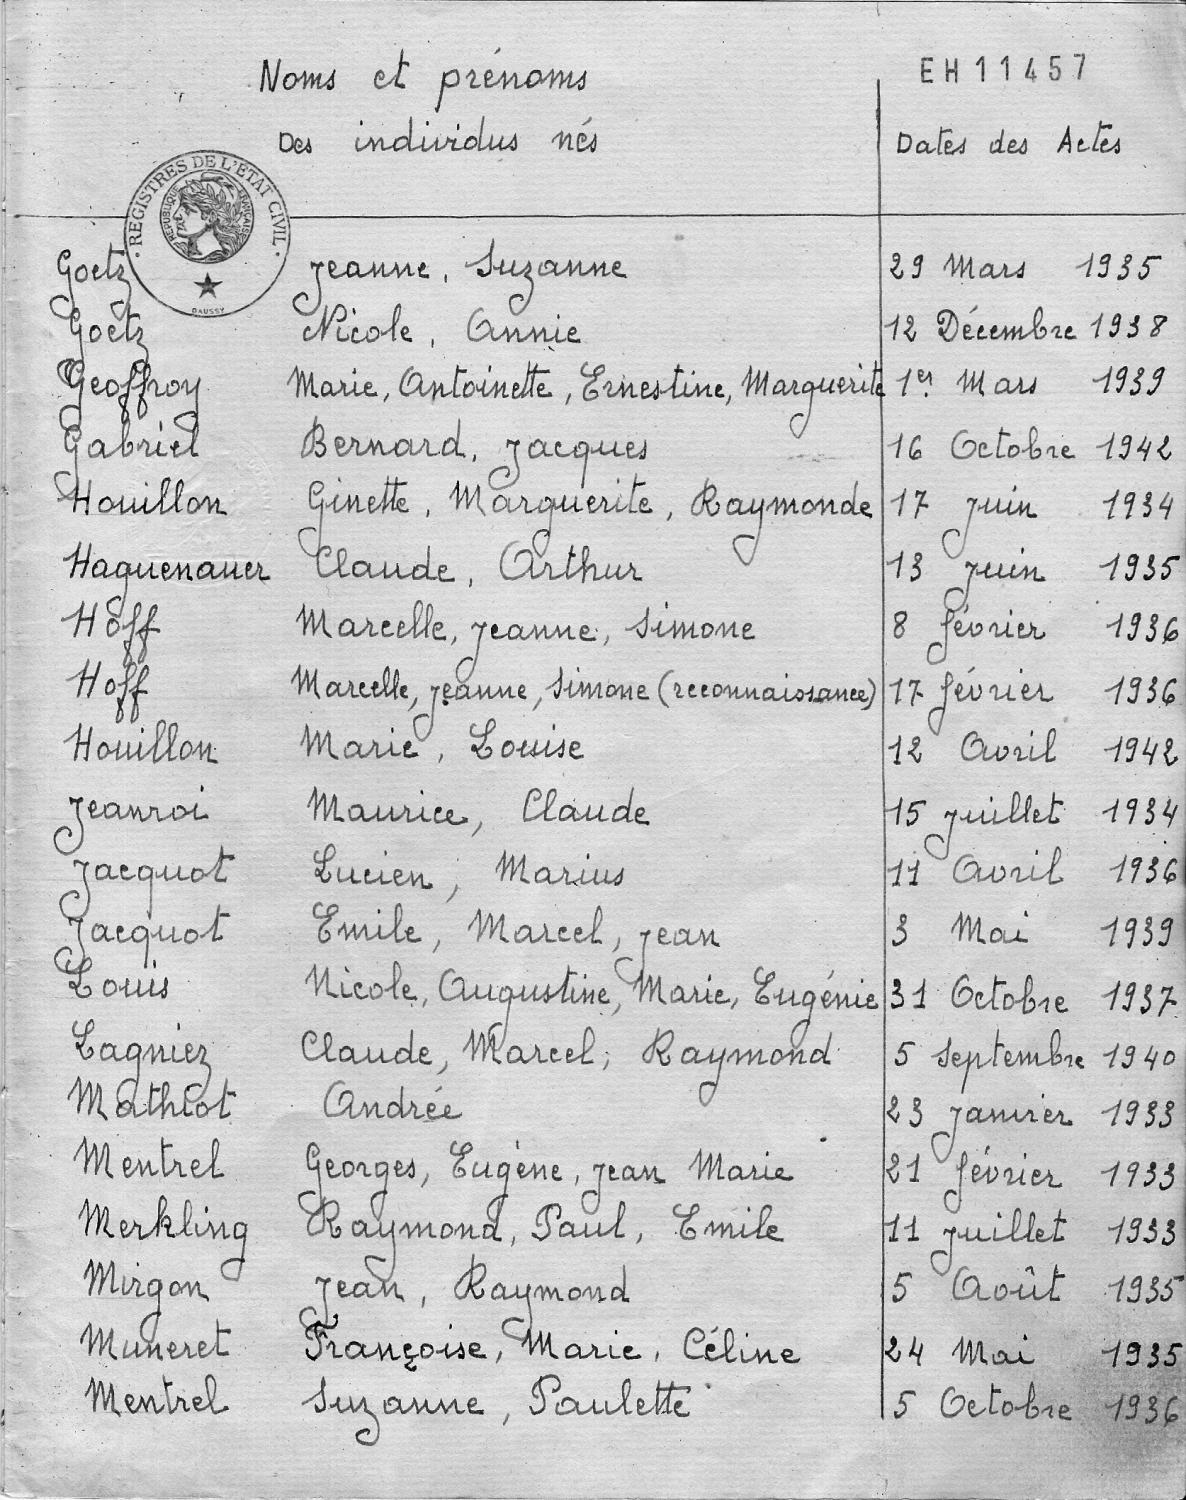 EH11457
Noms et prénoms
Des individus nés
Dates des Actes
REGISTRES DE L'ETAT CIVIL
REPUBLIQUE FRANÇAISE
DAUSSY
Goetz Jeanne, Suzanne 29 Mars 1935
Goetz Nicole, Annie 12 Décembre 1938
Geoffroy Marie, Antoinette, Ernestine, Marguerite 1er Mars 1939
Gabriel Bernard, Jacques 16 Octobre 1942
Houillon Ginette, Marguerite, Raymonde 17 Juin 1934
Haguenauer Claude, Arthur 13 Juin 1935
Hoff Marcelle, Jeanne, Simone 8 février 1936
Hoff Marcelle, Jeanne, Simone (reconnaissance) 17 février 1936
Houillon Marie, Louise 12 Avril 1942
Jeanroi Maurice, Claude 15 Juillet 1934
Jacquot Lucien, Marius 11 Avril 1936
Jacquot Emile, Marcel, Jean 3 Mai 1939
Louis Nicole, Augustine, Marie, Eugénie 31 Octobre 1937
Lagniez Claude, Marcel, Raymond 5 Septembre 1940
Mathiot Andrée 23 Janvier 1933
Mentrel Georges, Eugène, Jean Marie 21 février 1933
Merkling Raymond, Paul, Emile 11 Juillet 1933
Mirgon Jean, Raymond 5 Août 1935
Muneret Françoise, Marie, Céline 24 Mai 1935
Mentrel Suzanne, Paulette 5 Octobre 1936